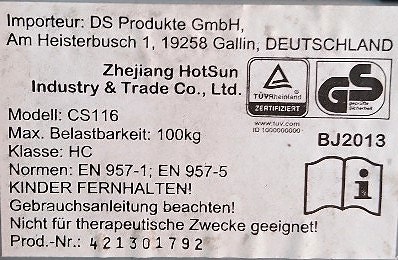 Importeur: DS Produkte GmbH,
Am Heisterbusch 1, 19258 Gallin, DEUTSCHLAND
Zhejiang HotSun
Industry & Trade Co., Ltd.
TÜVRheinland
ZERTIFIZIERT
www.tuv.com
ID 1000000000
GS
geprüfte
Sicherheit
Modell: CS116
Max. Belastbarkeit: 100kg
BJ2013
Klasse: HC
Normen: EN 957-1; EN 957-5
KINDER FERNHALTEN!
Gebrauchsanleitung beachten!
Nicht für therapeutische Zwecke geeignet!
Prod.-Nr.: 421301792